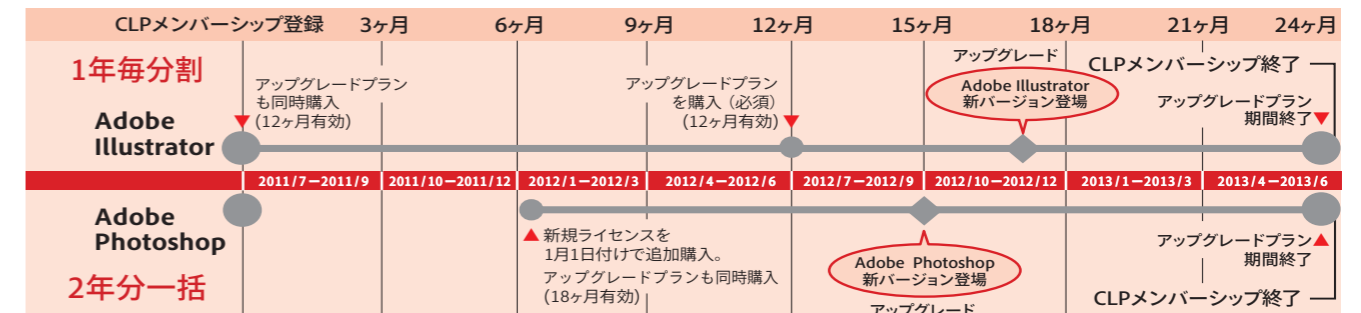 CLPメンバーシップ登録 3ヶ月 6ヶ月 9ヶ月 12ヶ月 15ヶ月 18ヶ月 21ヶ月 24ヶ月
1年毎分割
アップグレードプラン
も同時購入
(12ヶ月有効)
アップグレードプラン
を購入（必須）
(12ヶ月有効)
アップグレード
Adobe Illustrator
新バージョン登場
CLPメンバーシップ終了
アップグレードプラン
期間終了
Adobe
Illustrator
2011/7－2011/9 2011/10－2011/12 2012/1－2012/3 2012/4－2012/6 2012/7－2012/9 2012/10－2012/12 2013/1－2013/3 2013/4－2013/6
Adobe
Photoshop
2年分一括
新規ライセンスを
1月1日付けで追加購入。
アップグレードプランも同時購入
(18ヶ月有効)
Adobe Photoshop
新バージョン登場
アップグレード
アップグレードプラン
期間終了
CLPメンバーシップ終了